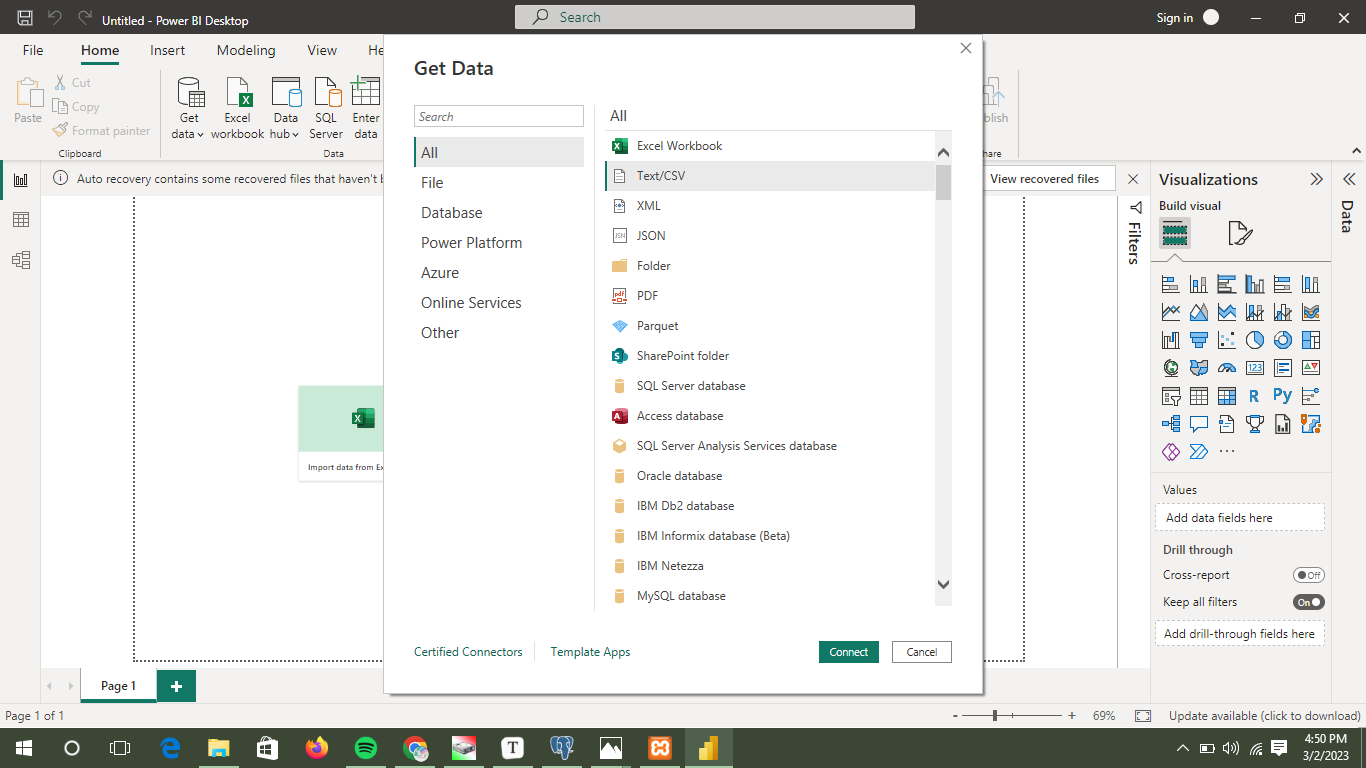 Untitled - Power BI Desktop
Search
Sign in
File Home Insert Modeling View He
Paste
Cut
Copy
Format painter
Clipboard
Get data
Excel workbook
Data hub
SQL Server
Enter data
Data
blish
hare
Auto recovery contains some recovered files that haven't b
View recovered files
Import data from Ex
Get Data
Search
All
File
Database
Power Platform
Azure
Online Services
Other
All
Excel Workbook
Text/CSV
XML
JSON
Folder
PDF
Parquet
SharePoint folder
SQL Server database
Access database
SQL Server Analysis Services database
Oracle database
IBM Db2 database
IBM Informix database (Beta)
IBM Netezza
MySQL database
Certified Connectors
Template Apps
Connect
Cancel
Filters
Visualizations
Build visual
123
R
Py
Values
Add data fields here
Drill through
Cross-report
Off
Keep all filters
On
Add drill-through fields here
Data
Page 1
Page 1 of 1
- + 69%
Update available (click to download)
4:50 PM
3/2/2023